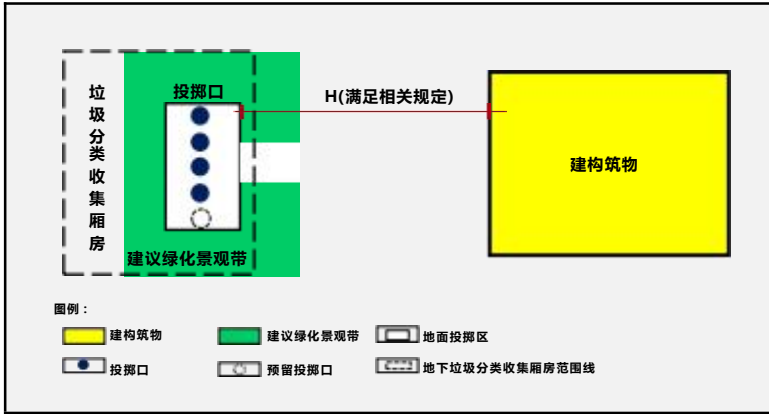 投掷口
H(满足相关规定)
垃圾分类收集厢房
建构筑物
建议绿化景观带
图例：
建构筑物
建议绿化景观带
地面投掷区
投掷口
预留投掷口
地下垃圾分类收集厢房范围线